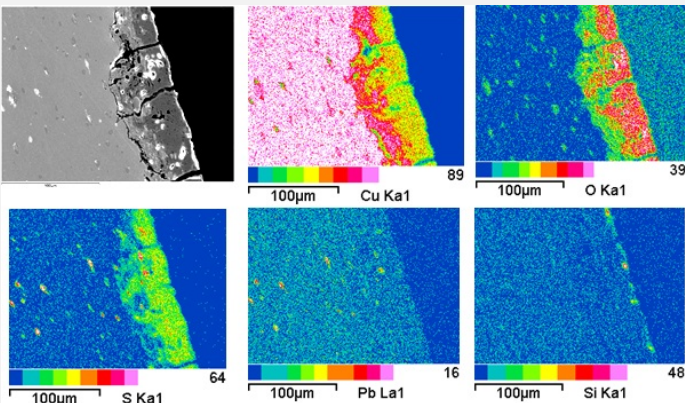 89
100µm Cu Ka1
39
100µm O Ka1
64
100µm S Ka1
16
100µm Pb La1
48
100µm Si Ka1